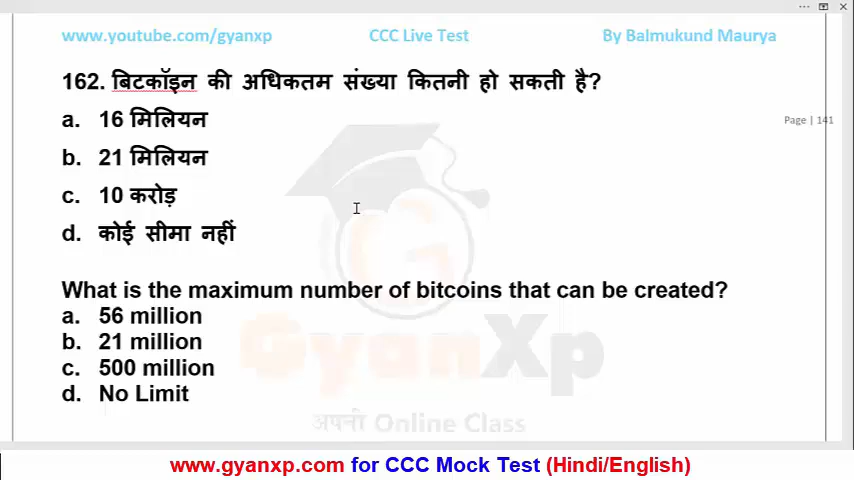 www.youtube.com/gyanxp CCC Live Test By Balmukund Maurya
162. बिटकॉइन की अधिकतम संख्या कितनी हो सकती है?
a. 16 मिलियन
Page | 141
b. 21 मिलियन
c. 10 करोड़
d. कोई सीमा नहीं
What is the maximum number of bitcoins that can be created?
a. 56 million
b. 21 million
c. 500 million
d. No Limit
GyanXp
अपनी Online Class
www.gyanxp.com for CCC Mock Test (Hindi/English)